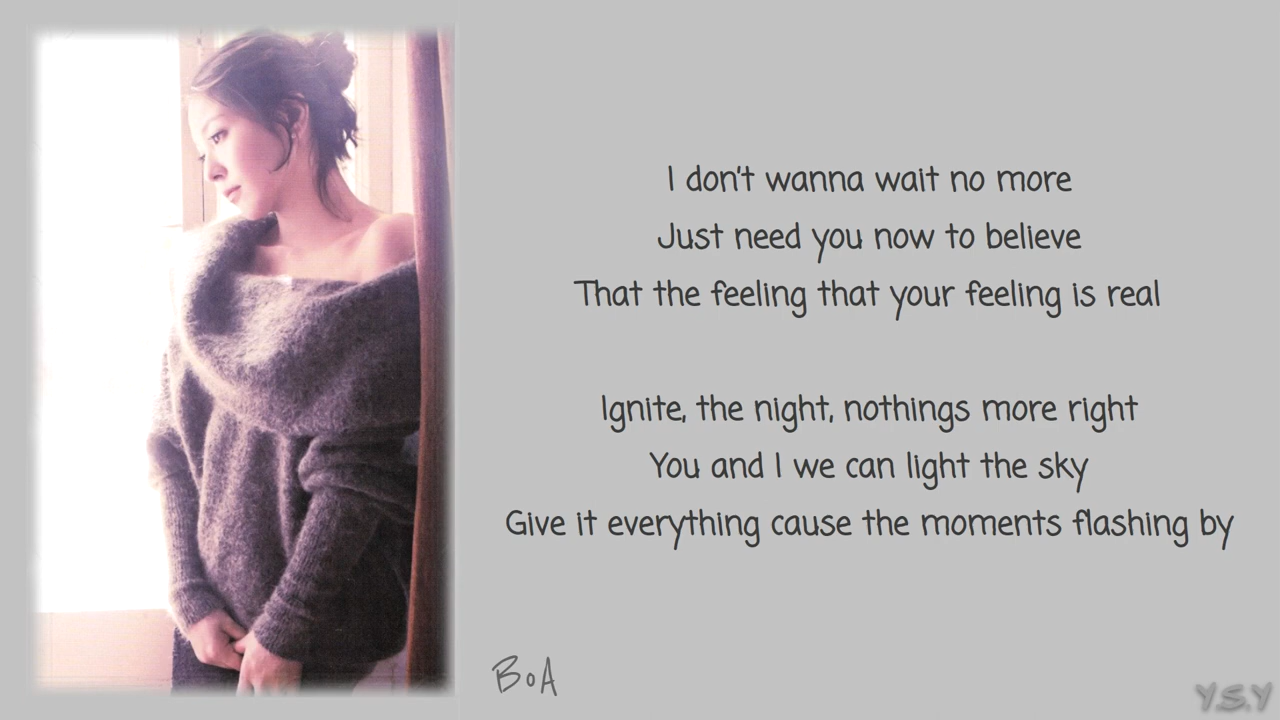 I don't wanna wait no more
Just need you now to believe
That the feeling that your feeling is real
Ignite, the night, nothings more right
You and I we can light the sky
Give it everything cause the moments flashing by
BoA
Y.S.Y